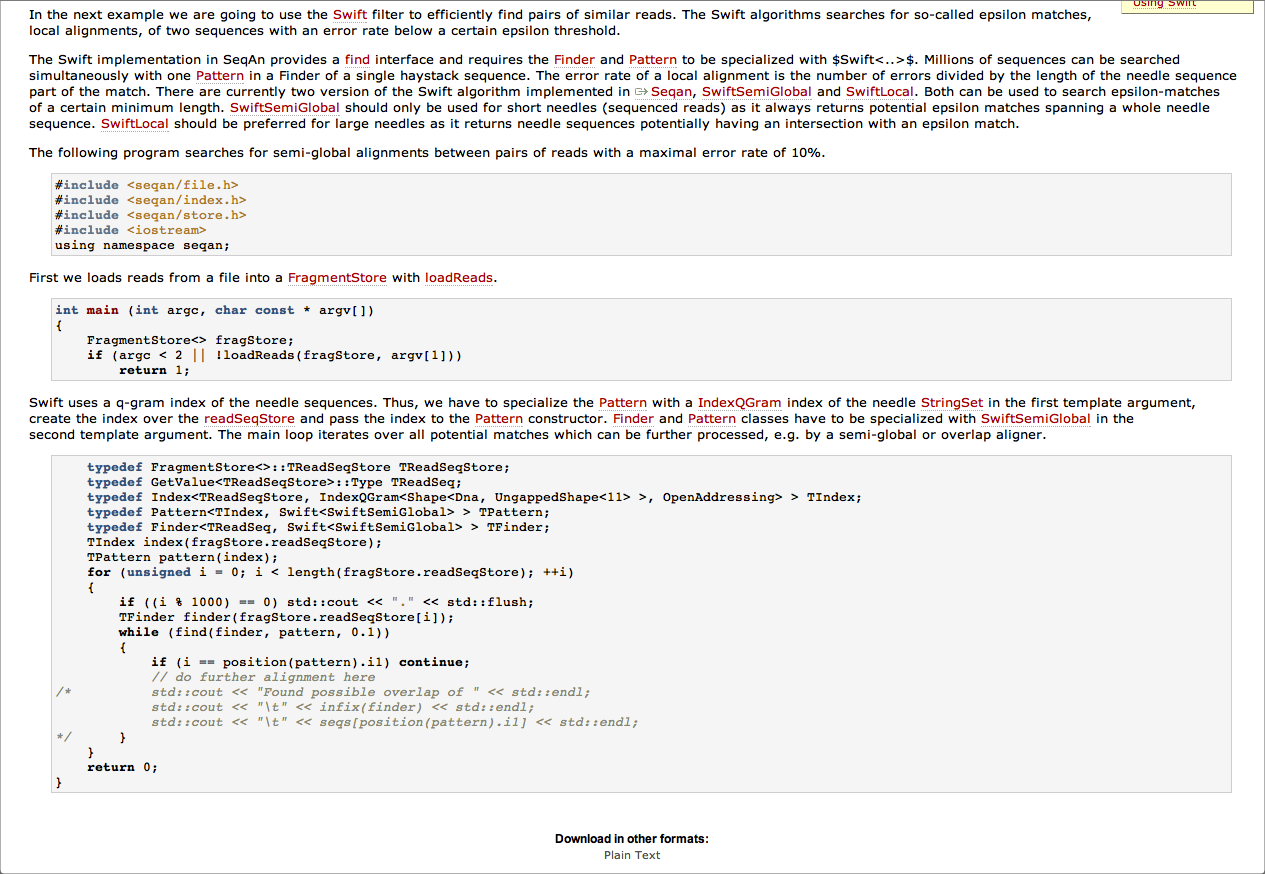 Using Swift
In the next example we are going to use the Swift filter to efficiently find pairs of similar reads. The Swift algorithms searches for so-called epsilon matches,
local alignments, of two sequences with an error rate below a certain epsilon threshold.
The Swift implementation in SeqAn provides a find interface and requires the Finder and Pattern to be specialized with $Swift<..>$. Millions of sequences can be searched
simultaneously with one Pattern in a Finder of a single haystack sequence. The error rate of a local alignment is the number of errors divided by the length of the needle sequence
part of the match. There are currently two version of the Swift algorithm implemented in Seqan, SwiftSemiGlobal and SwiftLocal. Both can be used to search epsilon-matches
of a certain minimum length. SwiftSemiGlobal should only be used for short needles (sequenced reads) as it always returns potential epsilon matches spanning a whole needle
sequence. SwiftLocal should be preferred for large needles as it returns needle sequences potentially having an intersection with an epsilon match.
The following program searches for semi-global alignments between pairs of reads with a maximal error rate of 10%.
#include <seqan/file.h>
#include <seqan/index.h>
#include <seqan/store.h>
#include <iostream>
using namespace seqan;
First we loads reads from a file into a FragmentStore with loadReads.
int main (int argc, char const * argv[])
{
    FragmentStore<> fragStore;
    if (argc < 2 || !loadReads(fragStore, argv[1]))
        return 1;
Swift uses a q-gram index of the needle sequences. Thus, we have to specialize the Pattern with a IndexQGram index of the needle StringSet in the first template argument,
create the index over the readSeqStore and pass the index to the Pattern constructor. Finder and Pattern classes have to be specialized with SwiftSemiGlobal in the
second template argument. The main loop iterates over all potential matches which can be further processed, e.g. by a semi-global or overlap aligner.
    typedef FragmentStore<>::TReadSeqStore TReadSeqStore;
    typedef GetValue<TReadSeqStore>::Type TReadSeq;
    typedef Index<TReadSeqStore, IndexQGram<Shape<Dna, UngappedShape<11> >, OpenAddressing> > TIndex;
    typedef Pattern<TIndex, Swift<SwiftSemiGlobal> > TPattern;
    typedef Finder<TReadSeq, Swift<SwiftSemiGlobal> > TFinder;
    TIndex index(fragStore.readSeqStore);
    TPattern pattern(index);
    for (unsigned i = 0; i < length(fragStore.readSeqStore); ++i)
    {
        if ((i % 1000) == 0) std::cout << "." << std::flush;
        TFinder finder(fragStore.readSeqStore[i]);
        while (find(finder, pattern, 0.1))
        {
            if (i == position(pattern).i1) continue;
            // do further alignment here
/*          std::cout << "Found possible overlap of " << std::endl;
            std::cout << "\t" << infix(finder) << std::endl;
            std::cout << "\t" << seqs[position(pattern).i1] << std::endl;
*/      }
    }
    return 0;
}
Download in other formats:
Plain Text